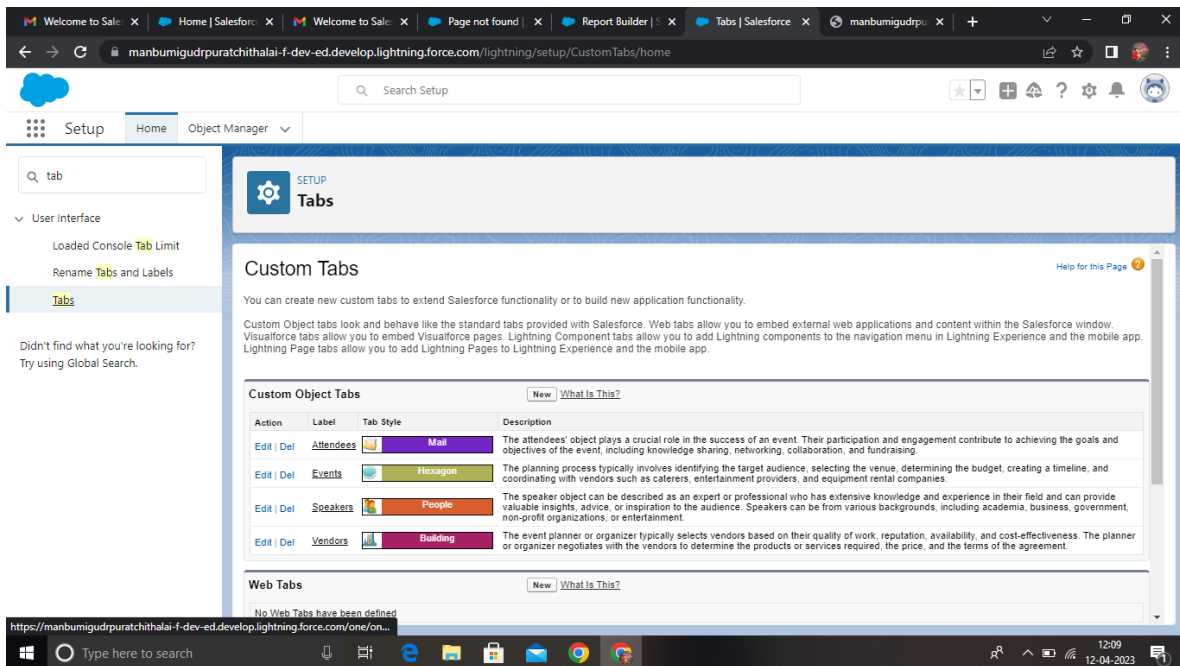 Welcome to Sale
Home | Salesforc
Welcome to Sale
Page not found |
Report Builder | S
Tabs | Salesforce
manbumigudrpu
manbumigudrpuratchithalai-f-dev-ed.develop.lightning.force.com/lightning/setup/CustomTabs/home
Search Setup
Setup
Home
Object Manager
tab
User Interface
Loaded Console Tab Limit
Rename Tabs and Labels
Tabs
Didn't find what you're looking for?
Try using Global Search.
SETUP
Tabs
Custom Tabs
Help for this Page
You can create new custom tabs to extend Salesforce functionality or to build new application functionality.
Custom Object tabs look and behave like the standard tabs provided with Salesforce. Web tabs allow you to embed external web applications and content within the Salesforce window.
Visualforce tabs allow you to embed Visualforce pages. Lightning Component tabs allow you to add Lightning components to the navigation menu in Lightning Experience and the mobile app.
Lightning Page tabs allow you to add Lightning Pages to Lightning Experience and the mobile app.
Custom Object Tabs
New
What Is This?
Action Label Tab Style Description
Edit | Del Attendees Mail The attendees' object plays a crucial role in the success of an event. Their participation and engagement contribute to achieving the goals and
objectives of the event, including knowledge sharing, networking, collaboration, and fundraising.
Edit | Del Events Hexagon The planning process typically involves identifying the target audience, selecting the venue, determining the budget, creating a timeline, and
coordinating with vendors such as caterers, entertainment providers, and equipment rental companies.
Edit | Del Speakers People The speaker object can be described as an expert or professional who has extensive knowledge and experience in their field and can provide
valuable insights, advice, or inspiration to the audience. Speakers can be from various backgrounds, including academia, business, government,
non-profit organizations, or entertainment.
Edit | Del Vendors Building The event planner or organizer typically selects vendors based on their quality of work, reputation, availability, and cost-effectiveness. The planner
or organizer negotiates with the vendors to determine the products or services required, the price, and the terms of the agreement.
Web Tabs
New
What Is This?
No Web Tabs have been defined
https://manbumigudrpuratchithalai-f-dev-ed.develop.lightning.force.com/one/on...
Type here to search
12:09
12-04-2023